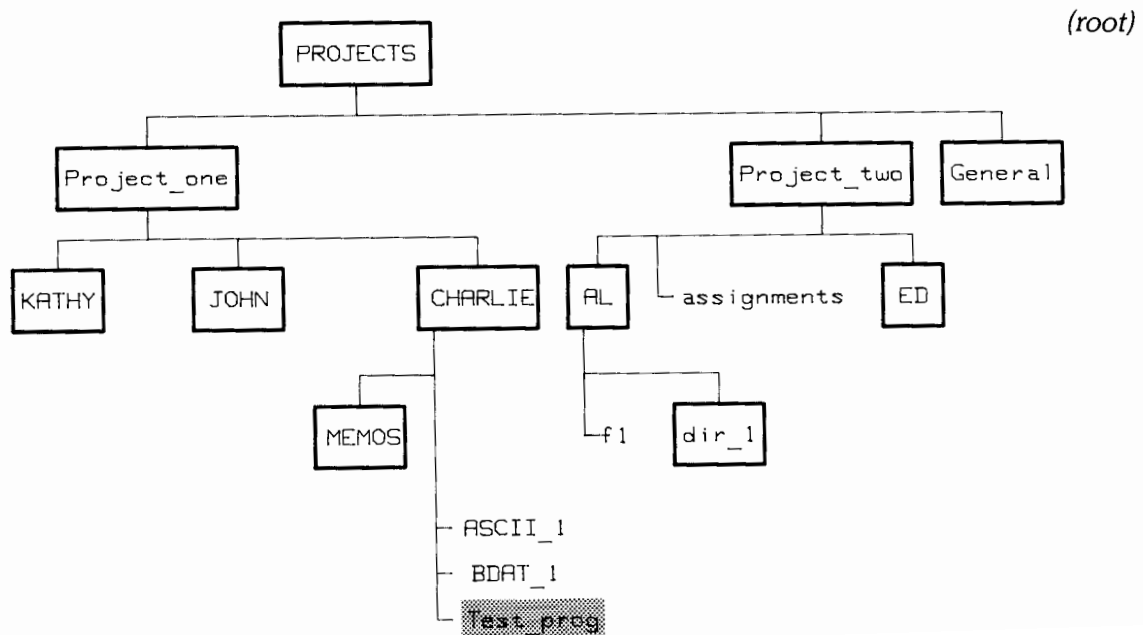 (root)
PROJECTS
Project_one
Project_two
General
KATHY
JOHN
CHARLIE
AL
assignments
ED
MEMOS
f1
dir_1
ASCII_1
BDAT_1
Test_prog